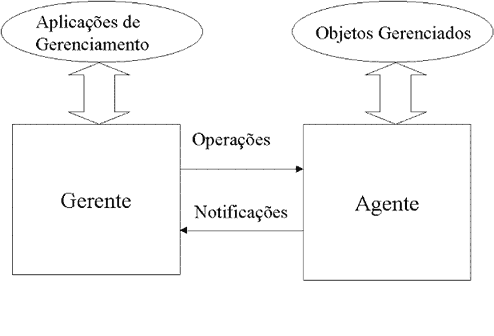 Aplicações de
Gerenciamento
Objetos Gerenciados
Operações
Gerente
Agente
Notificações